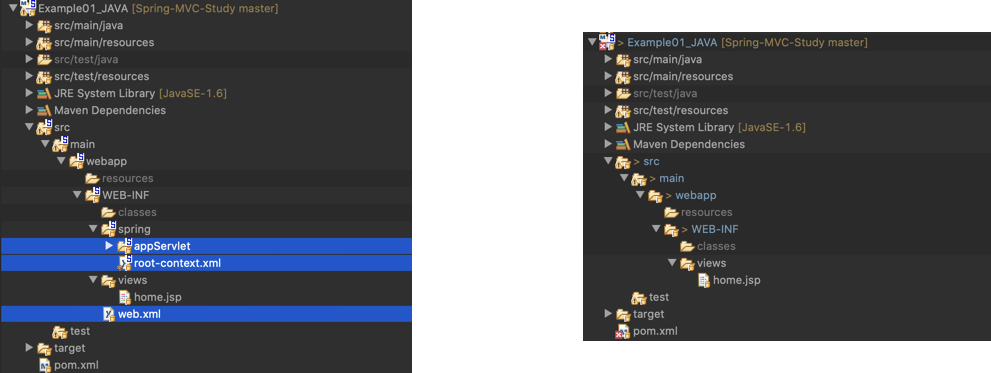 Example01_JAVA [Spring-MVC-Study master]
src/main/java
src/main/resources
src/test/java
src/test/resources
JRE System Library [JavaSE-1.6]
Maven Dependencies
src
main
webapp
resources
WEB-INF
classes
spring
appServlet
root-context.xml
views
home.jsp
web.xml
test
target
pom.xml
> Example01_JAVA [Spring-MVC-Study master]
src/main/java
src/main/resources
src/test/java
src/test/resources
JRE System Library [JavaSE-1.6]
Maven Dependencies
> src
> main
> webapp
resources
> WEB-INF
classes
views
home.jsp
test
target
pom.xml